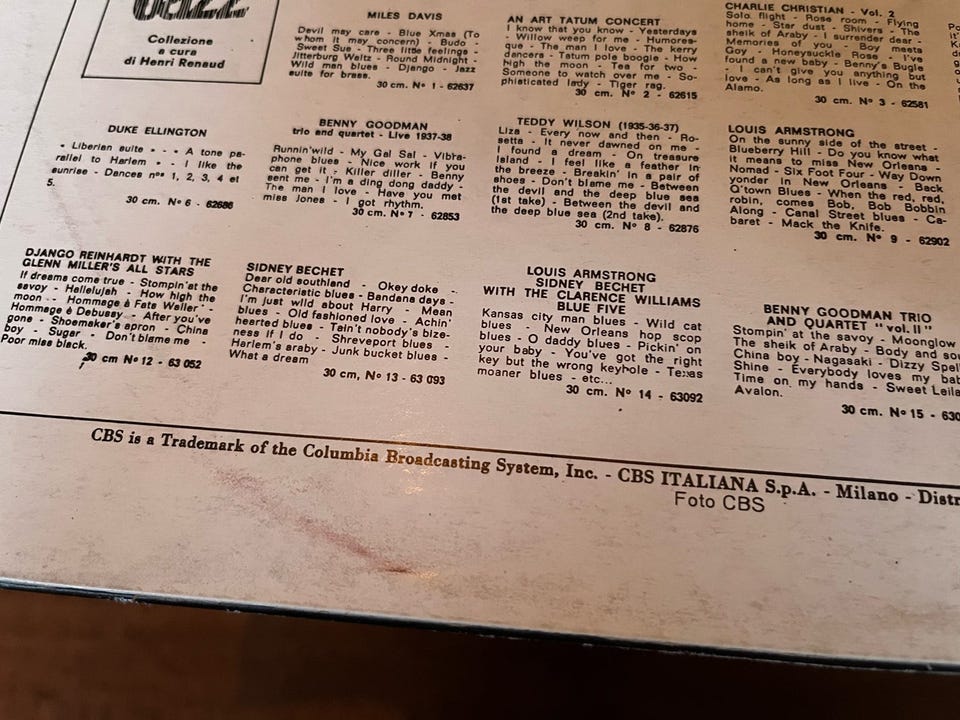 Jazz
Collezione
a cura
di Henri Renaud
MILES DAVIS
Devil may care - Blue Xmas (To
whom it may concern) - Budo -
Sweet Sue - Three little feelings -
Jitterburg Waltz - Round Midnight -
Wild man blues - Django - Jazz
suite for brass.
30 cm. Nº 1 - 62637
AN ART TATUM CONCERT
I know that you know - Yesterdays
- Willow weep for me - Humores-
que - The man I love - The kerry
dancers - Tatum pole boogie - How
high the moon - Tea for two -
Someone to watch over me - So-
phisticated lady - Tiger rag.
30 cm. Nº 2 - 62615
CHARLIE CHRISTIAN - Vol. 2
Solo flight - Rose room - Flying
home - Star dust - Shivers - The
sheik of Araby - I surrender dear -
Memories of you - Boy meets
Goy - Honeysuckle Rose - I've
found a new baby - Benny's Bugle
- I can't give you anything but
love - As long as I live - On the
Alamo.
30 cm. Nº 3 - 62581
DUKE ELLINGTON
• Liberian suite • - • A tone pa-
rallel to Harlem • - I like the
sunrise - Dances nos 1, 2, 3, 4 et
5.
30 cm. Nº 6 - 62686
BENNY GOODMAN
trio and quartet - Live 1937-38
Runnin'wild - My Gal Sal - Vibra-
phone blues - Nice work if you
can get it - Killer diller - Benny
sent me - I'm a ding dong daddy -
The man I love - Have you met
miss Jones - I got rhythm.
30 cm. Nº 7 - 62853
TEDDY WILSON (1935-36-37)
Liza - Every now and then - Ro-
setta - It never dawned on me -
I found a dream - On treasure
Island - I feel like a feather in
the breeze - Breakin' in a pair of
shoes - Don't blame me - Between
the devil and the deep blue sea
(1st take) - Between the devil and
the deep blue sea (2nd take).
30 cm. Nº 8 - 62876
LOUIS ARMSTRONG
On the sunny side of the street -
Blueberry Hill - Do you know what
it means to miss New Orleans -
Nomad - Six Foot Four - Way Down
yonder in New Orleans - Back
O'town Blues - When the red, red,
robin, comes Bob, Bob Bobbin
Along - Canal Street blues - Ca-
baret - Mack the Knife.
30 cm. Nº 9 - 62902
DJANGO REINHARDT WITH THE
GLENN MILLER'S ALL STARS
If dreams come true - Stompin'at the
savoy - Hallelujah - How high the
moon - Hommage à Fats Waller -
Hommage à Debussy - After you've
gone - Shoemaker's apron - China
boy - Sugar - Don't blame me -
Poor miss black.
30 cm Nº 12 - 63 052
SIDNEY BECHET
Dear old southland - Okey doke -
Characteristic blues - Bandana days -
I'm just wild about Harry - Mean
blues - Old fashioned love - Achin'
hearted blues - Tain't nobody's bize-
ness if I do - Shreveport blues -
Harlem's araby - Junk bucket blues -
What a dream
30 cm, Nº 13 - 63 093
LOUIS ARMSTRONG
SIDNEY BECHET
WITH THE CLARENCE WILLIAMS
BLUE FIVE
Kansas city man blues - Wild cat
blues - New Orleans hop scop
blues - O daddy blues - Pickin' on
your baby - You've got the right
key but the wrong keyhole - Texas
moaner blues - etc...
30 cm. Nº 14 - 63092
BENNY GOODMAN TRIO
AND QUARTET "vol. II"
Stompin' at the savoy - Moonglow
The sheik of Araby - Body and
China boy - Nagasaki - Dizzy
Shine - Everybody loves my
Time on my hands - Sweet Leila
Avalon.
30 cm. Nº 15 -
CBS is a Trademark of the Columbia Broadcasting System, Inc. - CBS ITALIANA S.p.A. - Milano -
Foto CBS